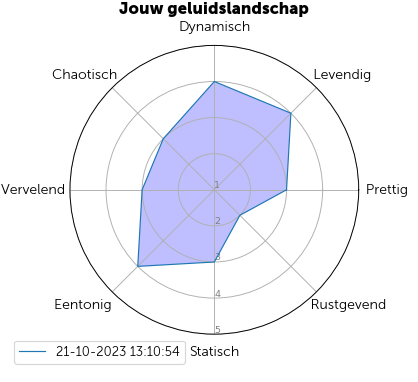 Jouw geluidslandschap
Dynamisch
Chaotisch
Levendig
Vervelend
1
Prettig
2
3
4
Eentonig
Rustgevend
5
21-10-2023 13:10:54
Statisch